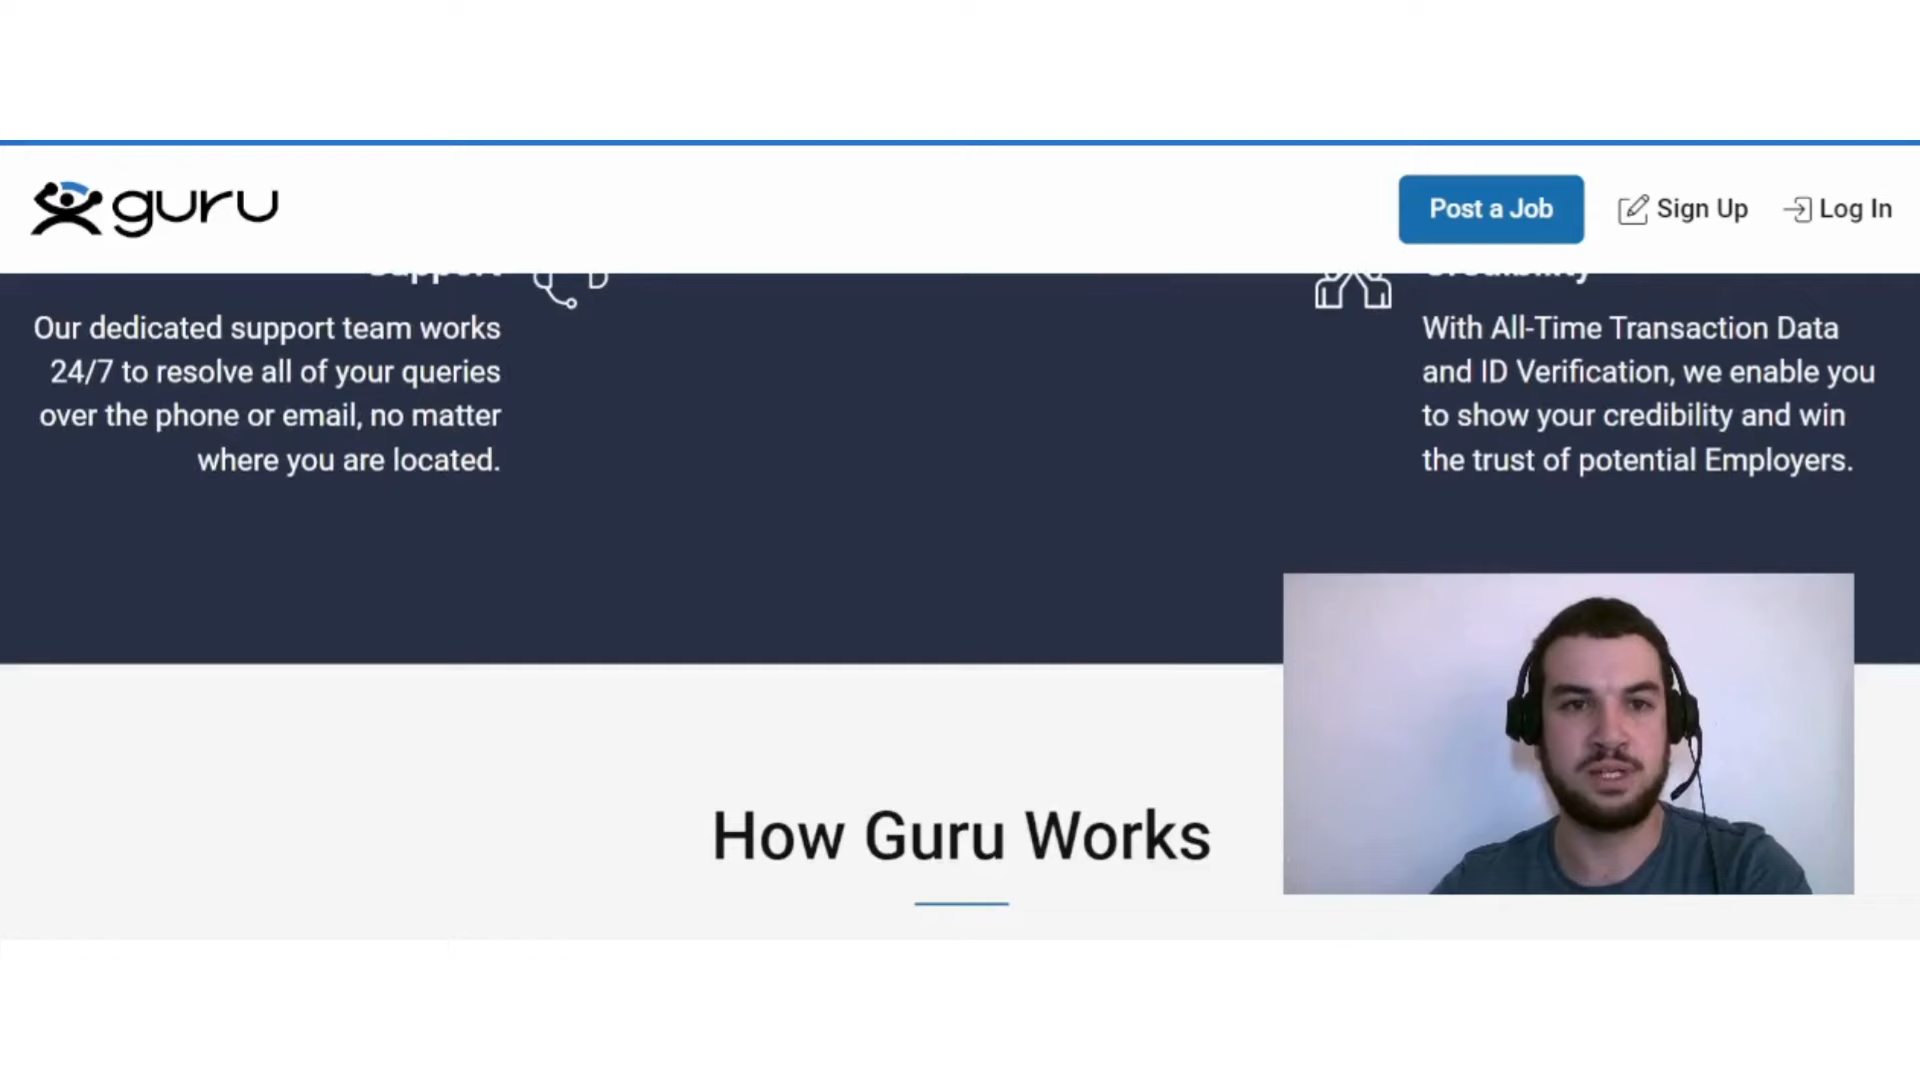 guru
Post a Job
Sign Up
Log In
Support
Our dedicated support team works
24/7 to resolve all of your queries
over the phone or email, no matter
where you are located.
Credibility
With All-Time Transaction Data
and ID Verification, we enable you
to show your credibility and win
the trust of potential Employers.
How Guru Works